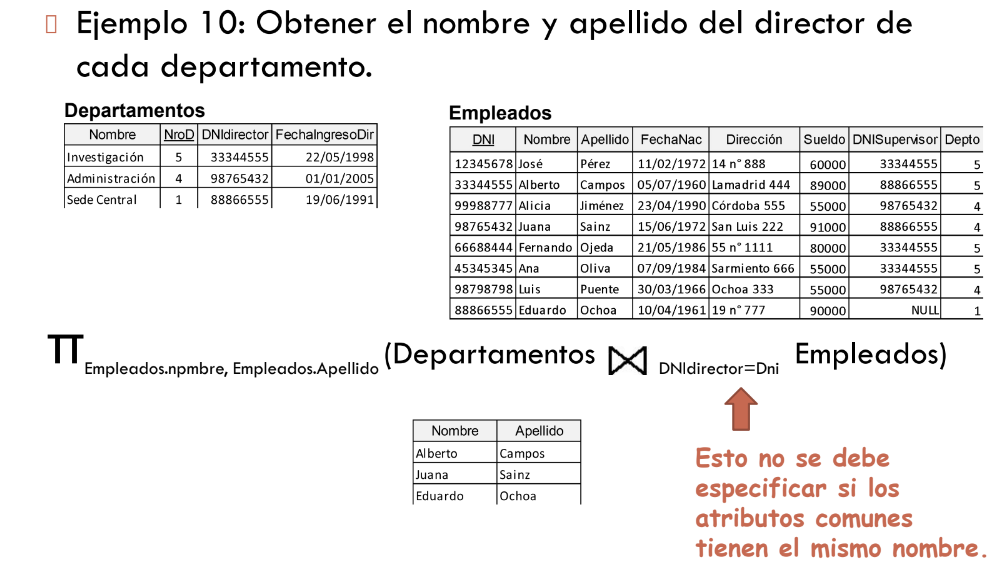 Ejemplo 10: Obtener el nombre y apellido del director de
cada departamento.
Departamentos
Nombre NroD DNIdirector FechaIngresoDir
Investigación 5 33344555 22/05/1998
Administración 4 98765432 01/01/2005
Sede Central 1 88866555 19/06/1991
Empleados
DNI Nombre Apellido FechaNac Dirección Sueldo DNISupervisor Depto
12345678 José Pérez 11/02/1972 14 n° 888 60000 33344555 5
33344555 Alberto Campos 05/07/1960 Lamadrid 444 89000 88866555 5
99988777 Alicia Jiménez 23/04/1990 Córdoba 555 55000 98765432 4
98765432 Juana Sainz 15/06/1972 San Luis 222 91000 88866555 4
66688444 Fernando Ojeda 21/05/1986 55 n° 1111 80000 33344555 5
45345345 Ana Oliva 07/09/1984 Sarmiento 666 55000 33344555 5
98798798 Luis Puente 30/03/1966 Ochoa 333 55000 98765432 4
88866555 Eduardo Ochoa 10/04/1961 19 n° 777 90000 NULL 1
π Empleados.npmbre, Empleados.Apellido (Departamentos ⋈ DNIdirector=Dni Empleados)
Nombre Apellido
Alberto Campos
Juana Sainz
Eduardo Ochoa
Esto no se debe
especificar si los
atributos comunes
tienen el mismo nombre.